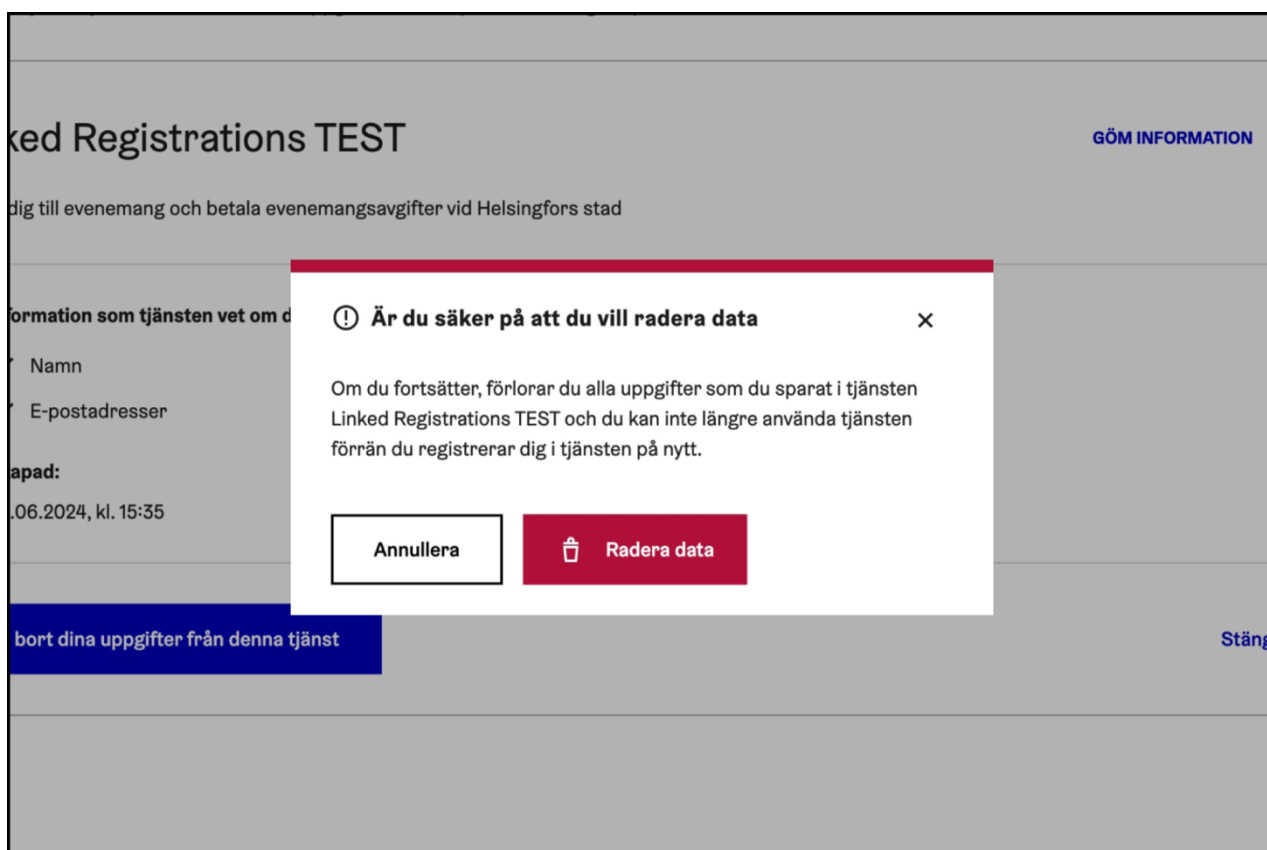 ked Registrations TEST
GÖM INFORMATION
dig till evenemang och betala evenemangsavgifter vid Helsingfors stad
ormation som tjänsten vet om d
Namn
E-postadresser
apad:
.06.2024, kl. 15:35
Är du säker på att du vill radera data
Om du fortsätter, förlorar du alla uppgifter som du sparat i tjänsten
Linked Registrations TEST och du kan inte längre använda tjänsten
förrän du registrerar dig i tjänsten på nytt.
Annullera
Radera data
bort dina uppgifter från denna tjänst
Stäng